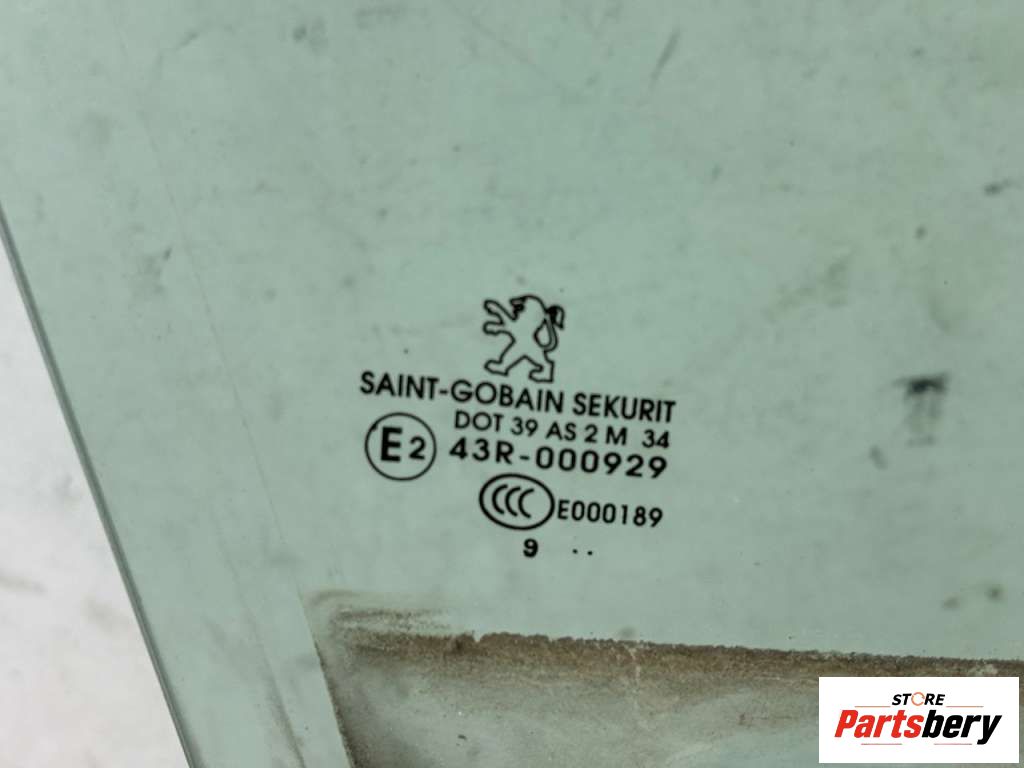 SAINT-GOBAIN SEKURIT
DOT 39 AS 2 M 34
E2 43R-000929
CCC E000189
9 ..
STORE
Partsbery